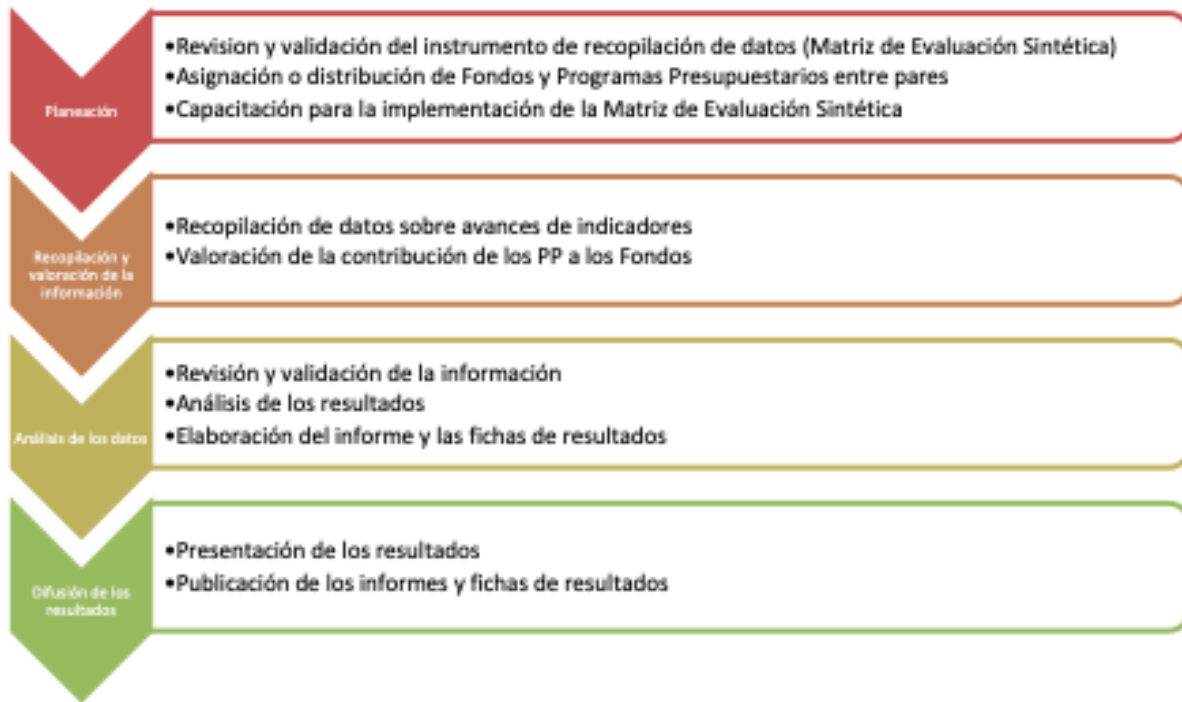 Planeación
•Revision y validación del instrumento de recopilación de datos (Matriz de Evaluación Sintética)
•Asignación o distribución de Fondos y Programas Presupuestarios entre pares
•Capacitación para la implementación de la Matriz de Evaluación Sintética
Recopilación y
valoración de la
información
•Recopilación de datos sobre avances de indicadores
•Valoración de la contribución de los PP a los Fondos
Análisis de los datos
•Revisión y validación de la información
•Análisis de los resultados
•Elaboración del informe y las fichas de resultados
Difusión de los
resultados
•Presentación de los resultados
•Publicación de los informes y fichas de resultados